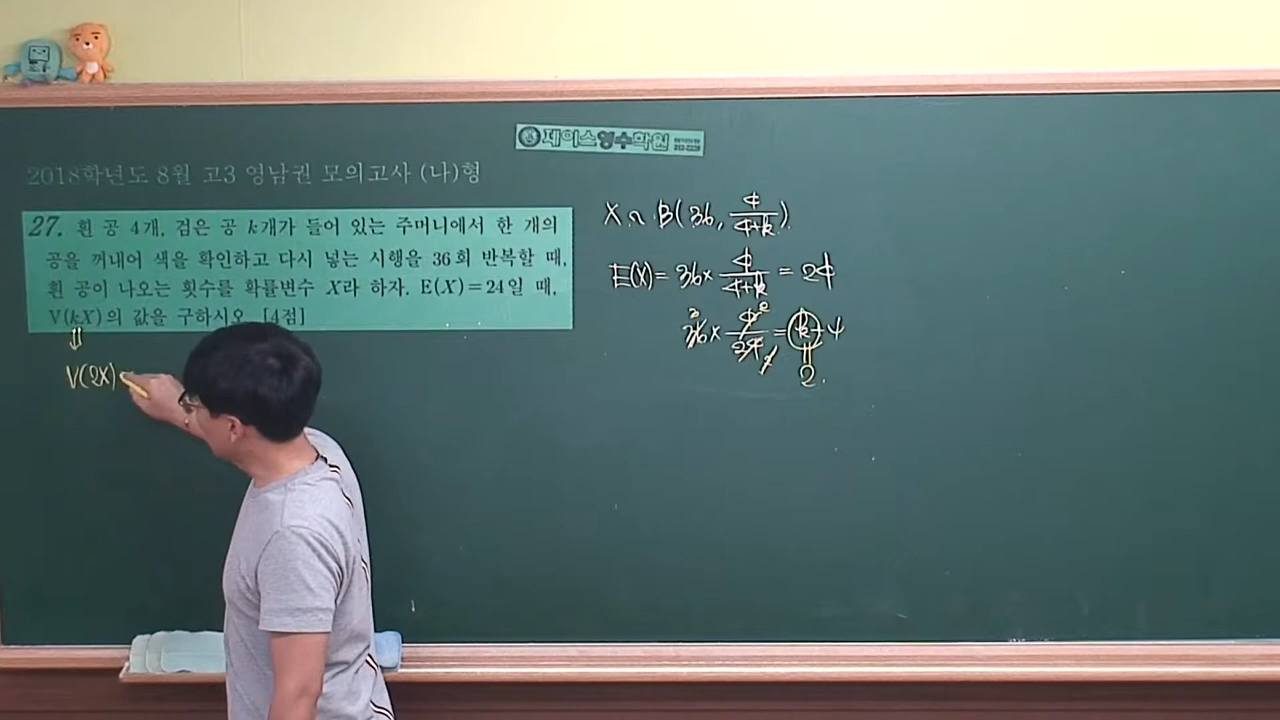 제이스영수학원
2018학년도 8월 고3 영남권 모의고사 (나)형
27. 흰 공 4개, 검은 공 k개가 들어 있는 주머니에서 한 개의
공을 꺼내어 색을 확인하고 다시 넣는 시행을 36회 반복할 때,
흰 공이 나오는 횟수를 확률변수 X라 하자. E(X)=24일 때,
V(kX)의 값을 구하시오. [4점]
⇓
V(2X)
X ~ B(36, 4/(4+k))
E(X) = 36 × 4/(4+k) = 24
36 × 4/24 = k+4
2